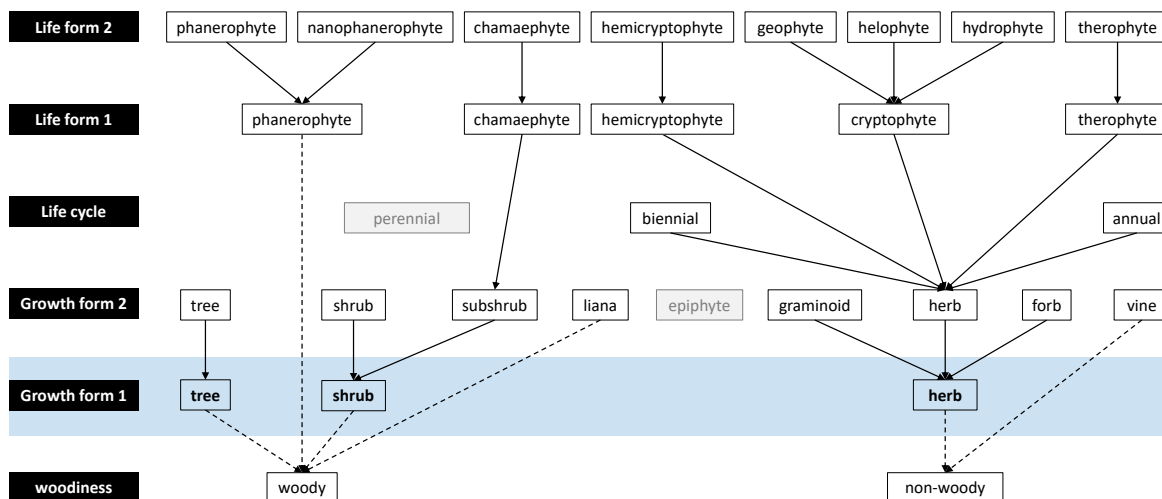 Life form 2 phanerophyte nanophanerophyte chamaephyte hemicryptophyte geophyte helophyte hydrophyte therophyte
Life form 1 phanerophyte chamaephyte hemicryptophyte cryptophyte therophyte
Life cycle perennial biennial annual
Growth form 2 tree shrub subshrub liana epiphyte graminoid herb forb vine
Growth form 1 tree shrub herb
woodiness woody non-woody